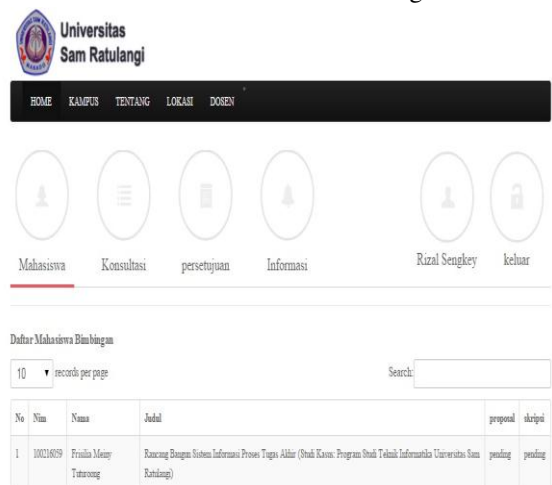 Universitas
Sam Ratulangi
HOME KAMPUS TENTANG LOKASI DOSEN
Mahasiswa Konsultasi persetujuan Informasi Rizal Sengkey keluar
Daftar Mahasiswa Bimbingan
10 records per page Search:
No Nim Nama Judul proposal skripsi
1 100216059 Frisilia Meiny Rancang Bangun Sistem Informasi Proses Tugas Akhir (Studi Kasus: Program Studi Teknik Informatika Universitas Sam pending pending
Tuturoong Ratulangi)